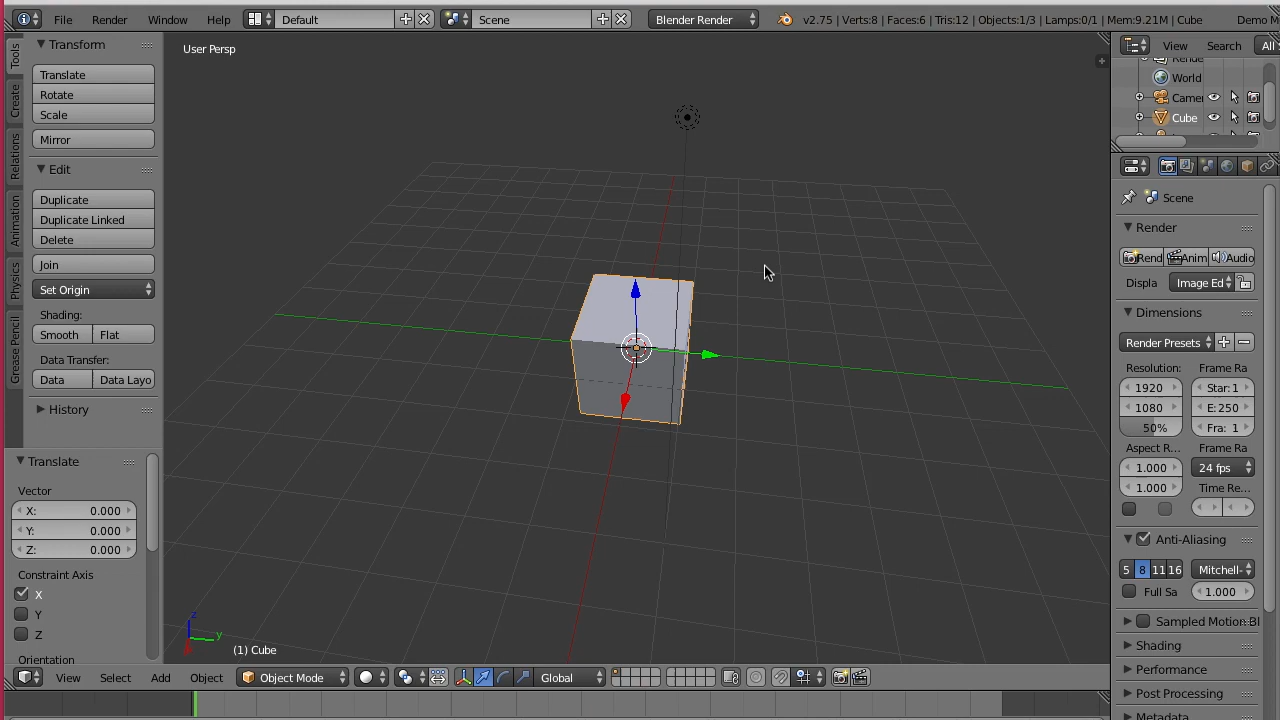 File Render Window Help Default Scene Blender Render v2.75 | Verts:8 | Faces:6 | Tris:12 | Objects:1/3 | Lamps:0/1 | Mem:9.21M | Cube Demo M
Tools
Create
Relations
Animation
Physics
Grease Pencil
Transform
Translate
Rotate
Scale
Mirror
Edit
Duplicate
Duplicate Linked
Delete
Join
Set Origin
Shading:
Smooth Flat
Data Transfer:
Data Data Layo
History
Translate
Vector
X: 0.000
Y: 0.000
Z: 0.000
Constraint Axis
X
Y
Z
Orientation
User Persp
z
y
(1) Cube
View Select Add Object Object Mode Global
View Search All
World
Camer
Cube
Scene
Render
Rend Anim Audio
Displa Image Ed
Dimensions
Render Presets
Resolution: Frame Ra
1920 Star: 1
1080 E: 250
50% Fra: 1
Aspect R... Frame Ra
1.000 24 fps
1.000 Time Re...
Anti-Aliasing
5 8 11 16 Mitchell-
Full Sa 1.000
Sampled Motion Bl
Shading
Performance
Post Processing
Metadata